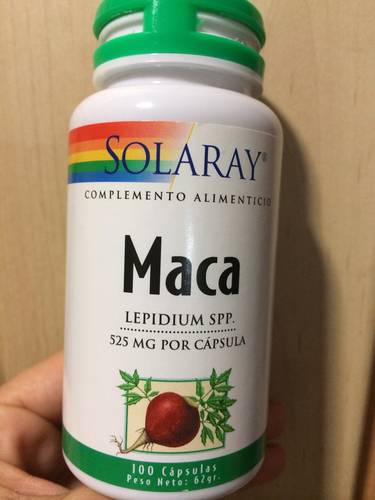 SOLARAY®
COMPLEMENTO ALIMENTICIO
Maca
LEPIDIUM SPP.
525 MG POR CÁPSULA
100 Cápsulas
Peso Neto: 62gr.